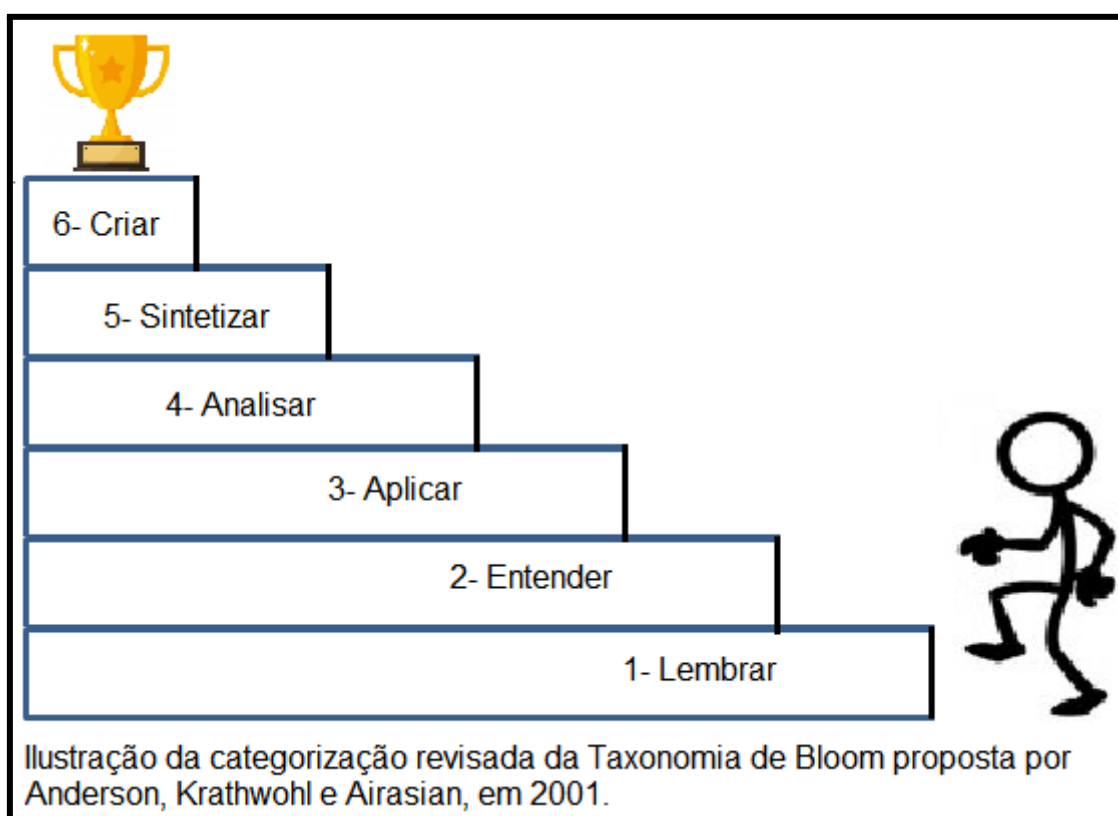 6- Criar
5- Sintetizar
4- Analisar
3- Aplicar
2- Entender
1- Lembrar
Ilustração da categorização revisada da Taxonomia de Bloom proposta por
Anderson, Krathwohl e Airasian, em 2001.